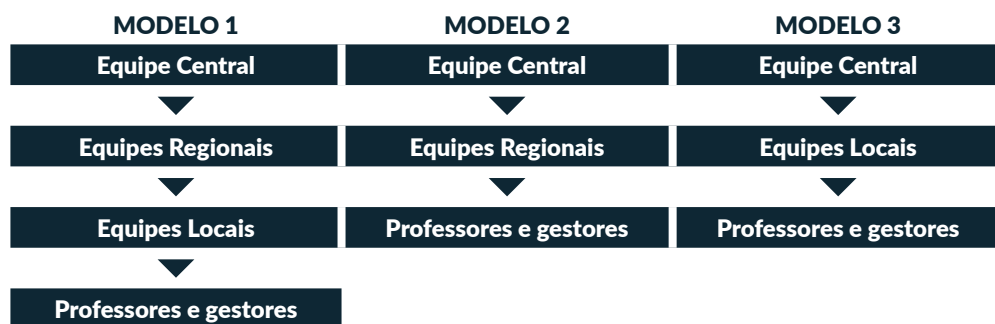 MODELO 1
Equipe Central
Equipes Regionais
Equipes Locais
Professores e gestores
MODELO 2
Equipe Central
Equipes Regionais
Professores e gestores
MODELO 3
Equipe Central
Equipes Locais
Professores e gestores